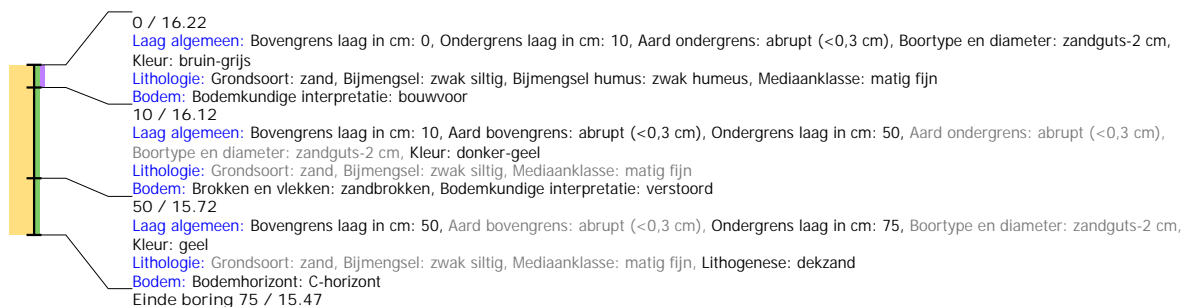 0 / 16.22
Laag algemeen: Bovengrens laag in cm: 0, Ondergrens laag in cm: 10, Aard ondergrens: abrupt (<0,3 cm), Boortype en diameter: zandguts-2 cm,
Kleur: bruin-grijs
Lithologie: Grondsoort: zand, Bijmengsel: zwak siltig, Bijmengsel humus: zwak humeus, Mediaanklasse: matig fijn
Bodem: Bodemkundige interpretatie: bouwvoor
10 / 16.12
Laag algemeen: Bovengrens laag in cm: 10, Aard bovengrens: abrupt (<0,3 cm), Ondergrens laag in cm: 50, Aard ondergrens: abrupt (<0,3 cm),
Boortype en diameter: zandguts-2 cm, Kleur: donker-geel
Lithologie: Grondsoort: zand, Bijmengsel: zwak siltig, Mediaanklasse: matig fijn
Bodem: Brokken en vlekken: zandbrokken, Bodemkundige interpretatie: verstoord
50 / 15.72
Laag algemeen: Bovengrens laag in cm: 50, Aard bovengrens: abrupt (<0,3 cm), Ondergrens laag in cm: 75, Boortype en diameter: zandguts-2 cm,
Kleur: geel
Lithologie: Grondsoort: zand, Bijmengsel: zwak siltig, Mediaanklasse: matig fijn, Lithogenese: dekzand
Bodem: Bodemhorizont: C-horizont
Einde boring 75 / 15.47